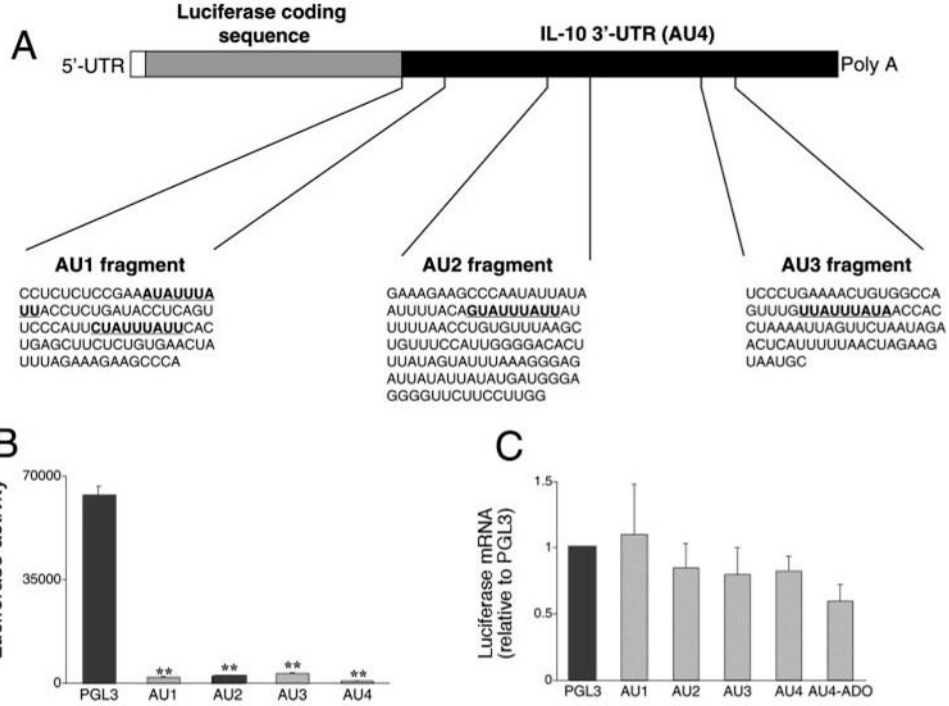 A
Luciferase coding
sequence
IL-10 3'-UTR (AU4)
5'-UTR
Poly A
AU1 fragment
CCUCUCUCCGAAAUAUUUA
UUACCUCUGAUACCUCAGU
UCCCAUUCUAUUUAUUCAC
UGAGCUUCUCUGUGAACUA
UUUAGAAAGAAGCCCA
AU2 fragment
GAAAGAAGCCCAAUAUUAUA
AUUUUACAGUAUUUAUUAU
UUUUAACCUGUGUUUAAGC
UGUUUCCAUUGGGGACACU
UUAUAGUAUUUAAAGGGAG
AUUAUAUUAUAUGAUGGGA
GGGGUUCUUCCUUGG
AU3 fragment
UCCCUGAAAACUGUGGCCA
GUUUGUUAUUUAUAACCAC
CUAAAAUUAGUUCUAAUAGA
ACUCAUUUUUAACUAGAAG
UAAUGC
B
Luciferase activity
70000
35000
0
**
**
**
**
PGL3
AU1
AU2
AU3
AU4
C
Luciferase mRNA
(relative to PGL3)
1.5
1
0.5
0
PGL3
AU1
AU2
AU3
AU4
AU4-ADO